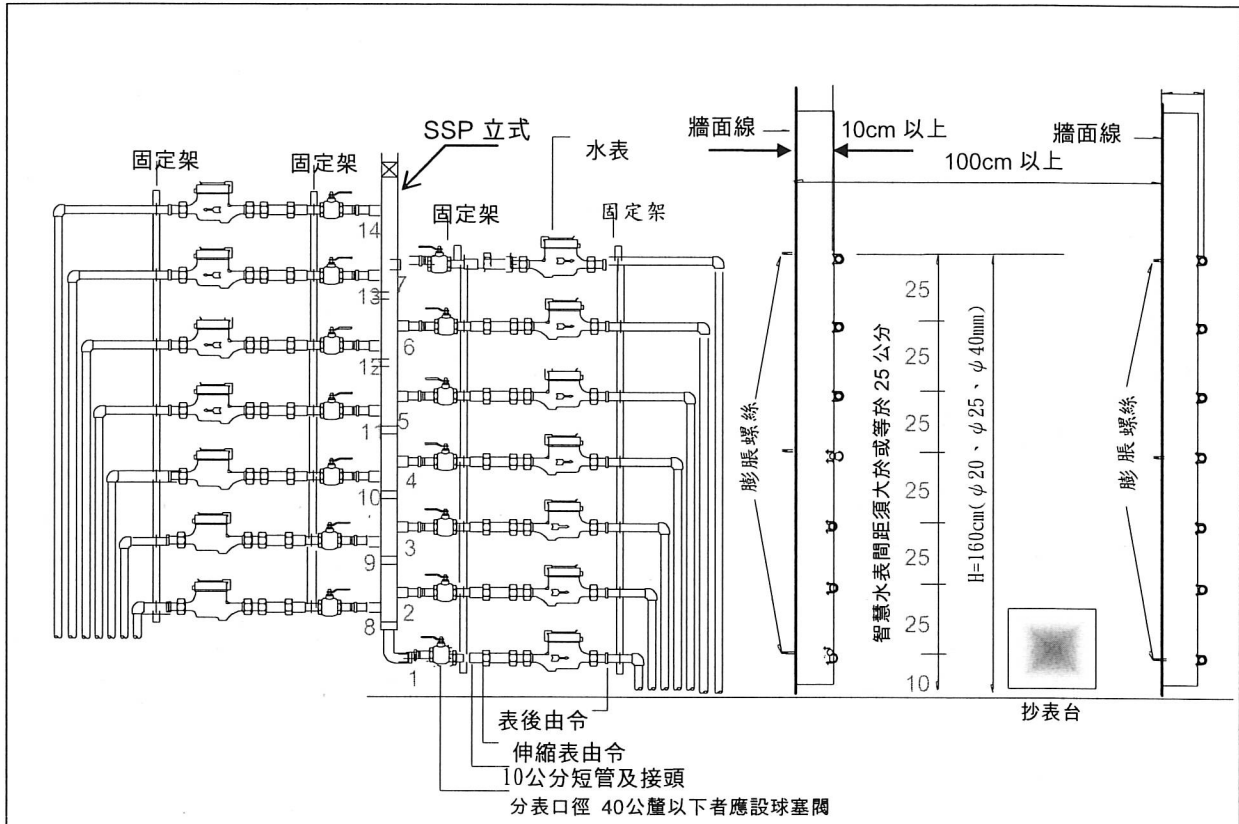 SSP 立式
水表
牆面線
10cm 以上
牆面線
100cm 以上
固定架
固定架
固定架
固定架
14
7
13
6
12
5
11
4
10
3
9
2
8
1
膨脹螺絲
智慧水表間距須大於或等於 25 公分
25
25
25
25
25
25
10
H=160cm(φ20、φ25、φ40mm)
膨脹螺絲
抄表台
表後由令
伸縮表由令
10公分短管及接頭
分表口徑 40公釐以下者應設球塞閥